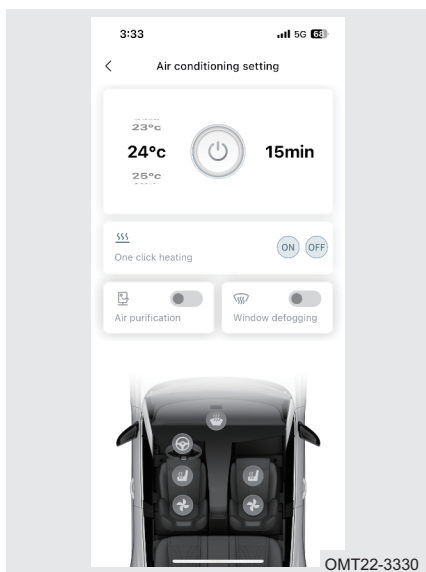 3:33 5G 68
Air conditioning setting
23°c
24°c 15min
25°c
One click heating ON OFF
Air purification Window defogging
OMT22-3330